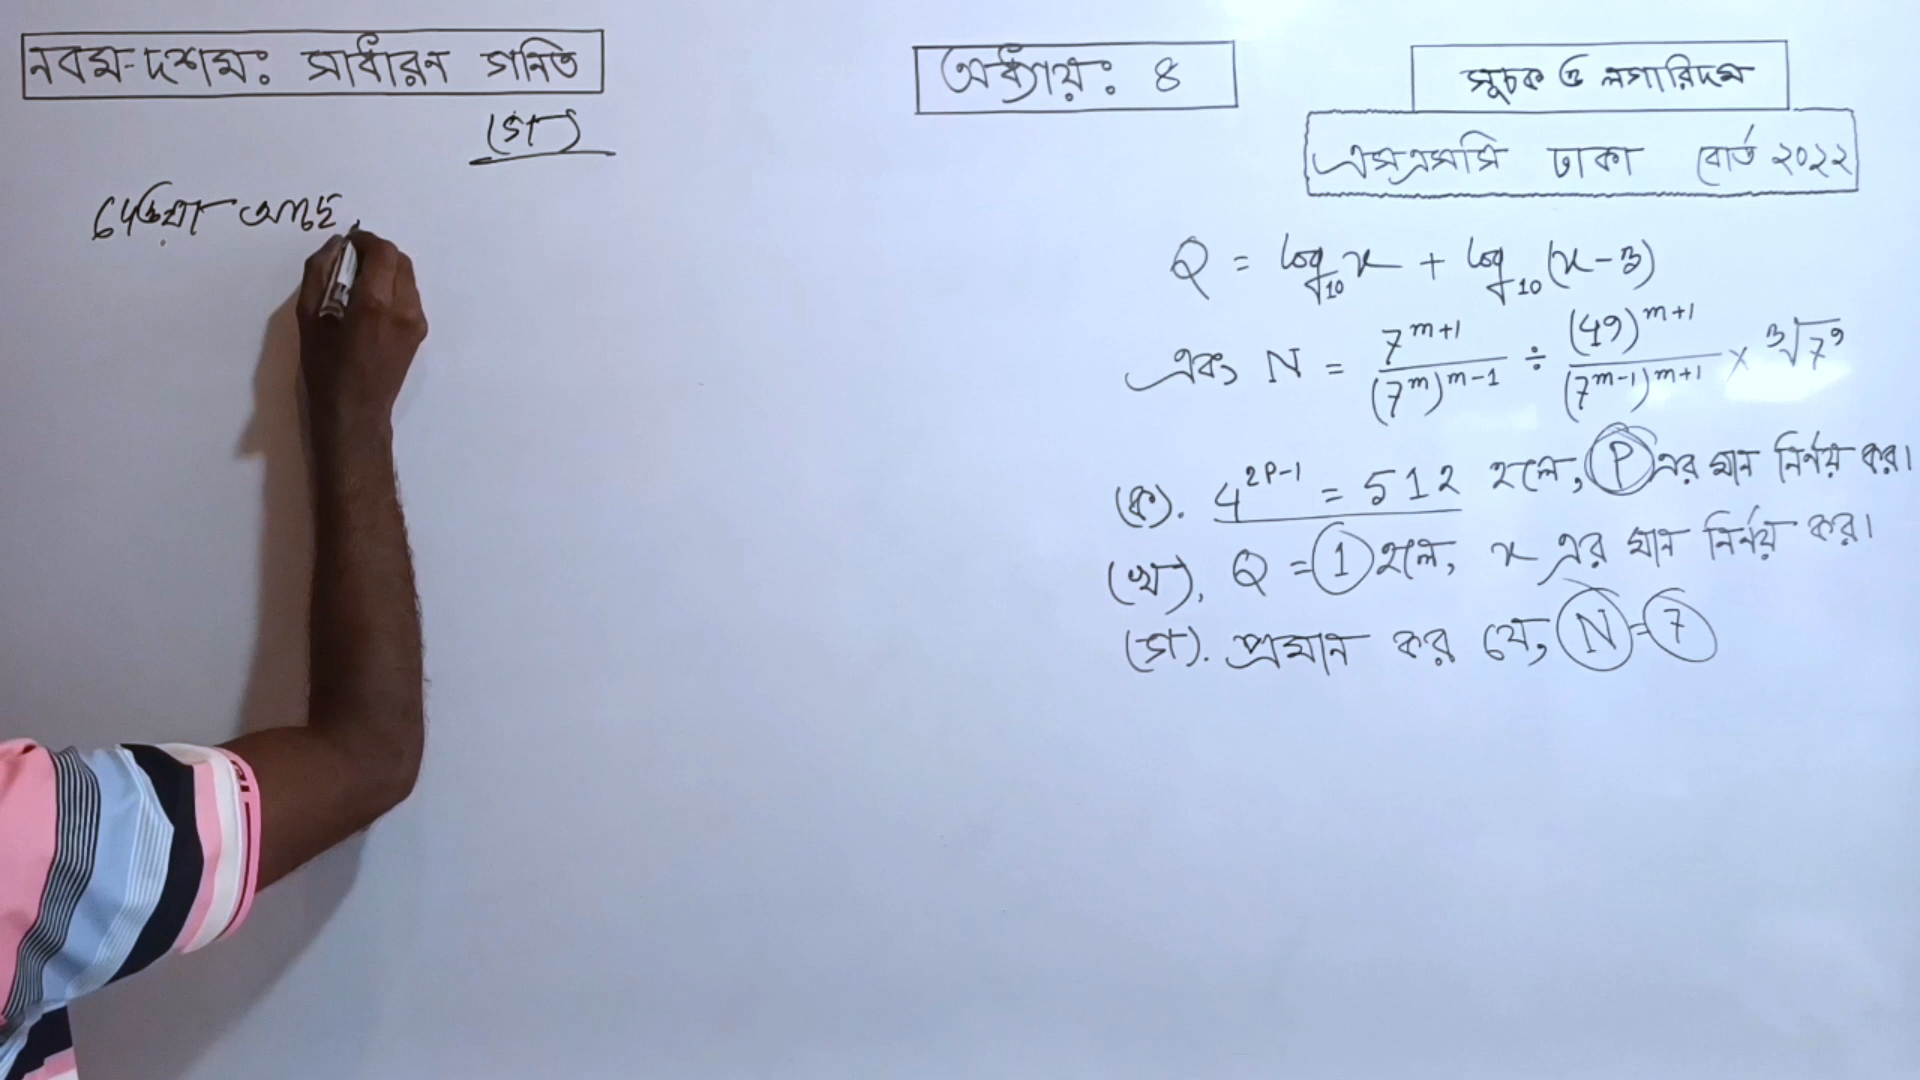 নবম-দশমঃ সাধারন গনিত
অধ্যায়ঃ ৪
সূচক ও লগারিদম
এসএসসি ঢাকা বোর্ড ২০২২
(গ)
দেওয়া আছে,
Q = log₁₀x + log₁₀(x-3)
এবং N = 7^{m+1}/(7^m)^{m-1} ÷ (49)^{m+1}/(7^{m-1})^{m+1} × ∛7⁹
(ক). 4^{2P-1} = 512 হলে, P এর মান নির্নয় কর।
(খ). Q = 1 হলে, x এর মান নির্নয় কর।
(গ). প্রমান কর যে, N = 7